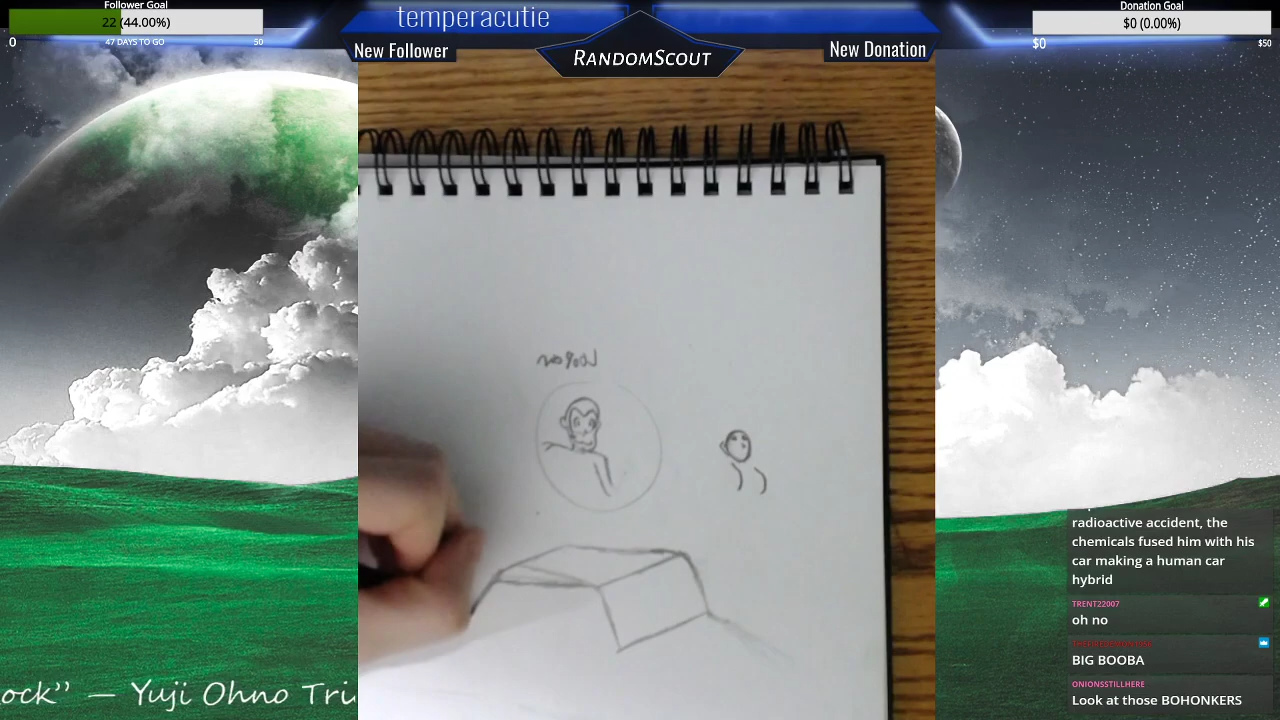 Follower Goal
22 (44.00%)
0
47 DAYS TO GO
50
temperacutie
New Follower
RANDOMSCOUT
New Donation
Donation Goal
$0 (0.00%)
$0
$50
no good
radioactive accident, the
chemicals fused him with his
car making a human car
hybrid
TRENT22007
oh no
BIG BOOBA
ONIONSSTILLHERE
Look at those BOHONKERS
ock” — Yuji Ohno Tri